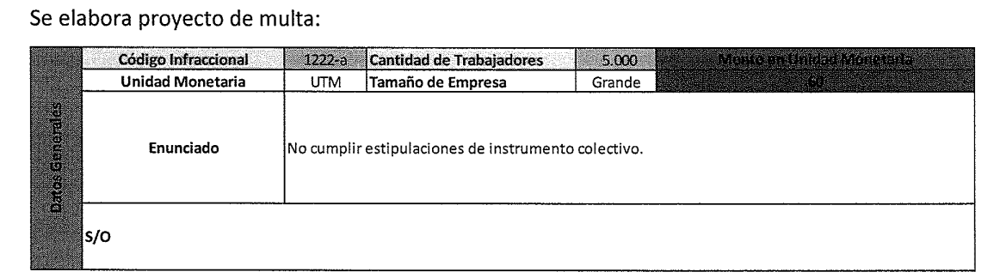 Se elabora proyecto de multa:
Código Infraccional 1222-a Cantidad de Trabajadores 5.000 Monto en Unidad Monetaria
Unidad Monetaria UTM Tamaño de Empresa Grande 60
Datos Generales
Enunciado No cumplir estipulaciones de instrumento colectivo.
S/O